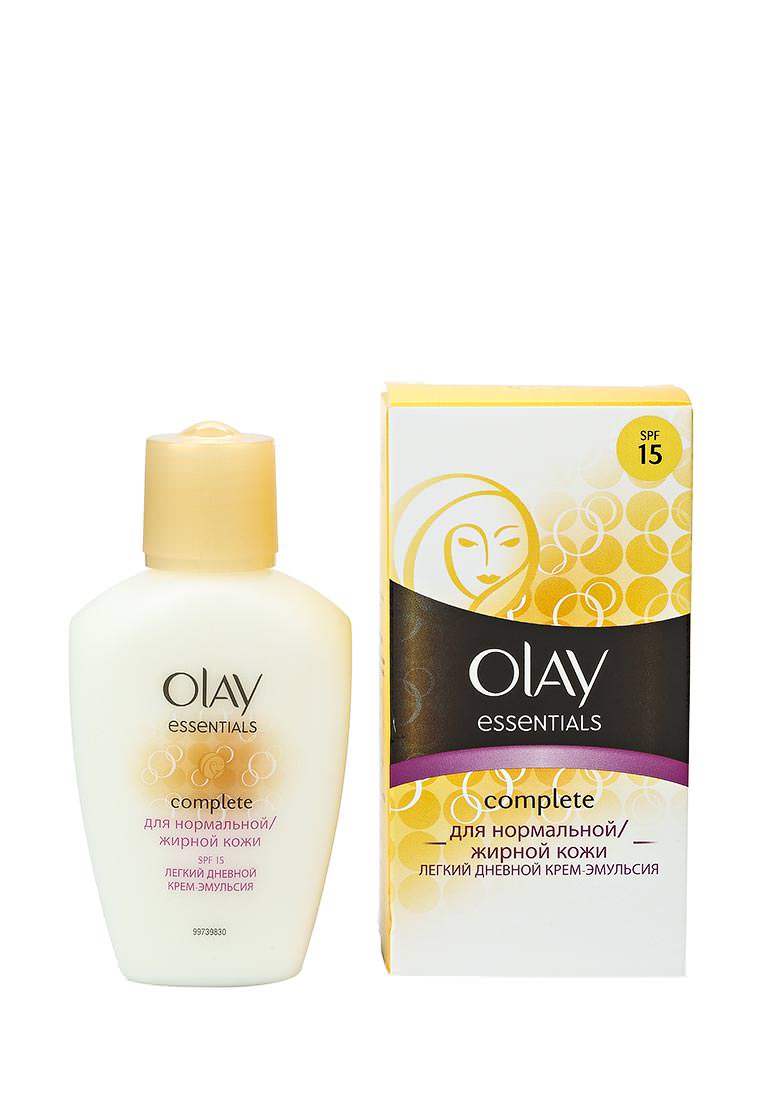 OLAY
ESSENTIALS
complete
для нормальной/
жирной кожи
SPF 15
ЛЕГКИЙ ДНЕВНОЙ
КРЕМ-ЭМУЛЬСИЯ
99739830
SPF
15
OLAY
ESSENTIALS
complete
для нормальной/
жирной кожи
ЛЕГКИЙ ДНЕВНОЙ КРЕМ-ЭМУЛЬСИЯ